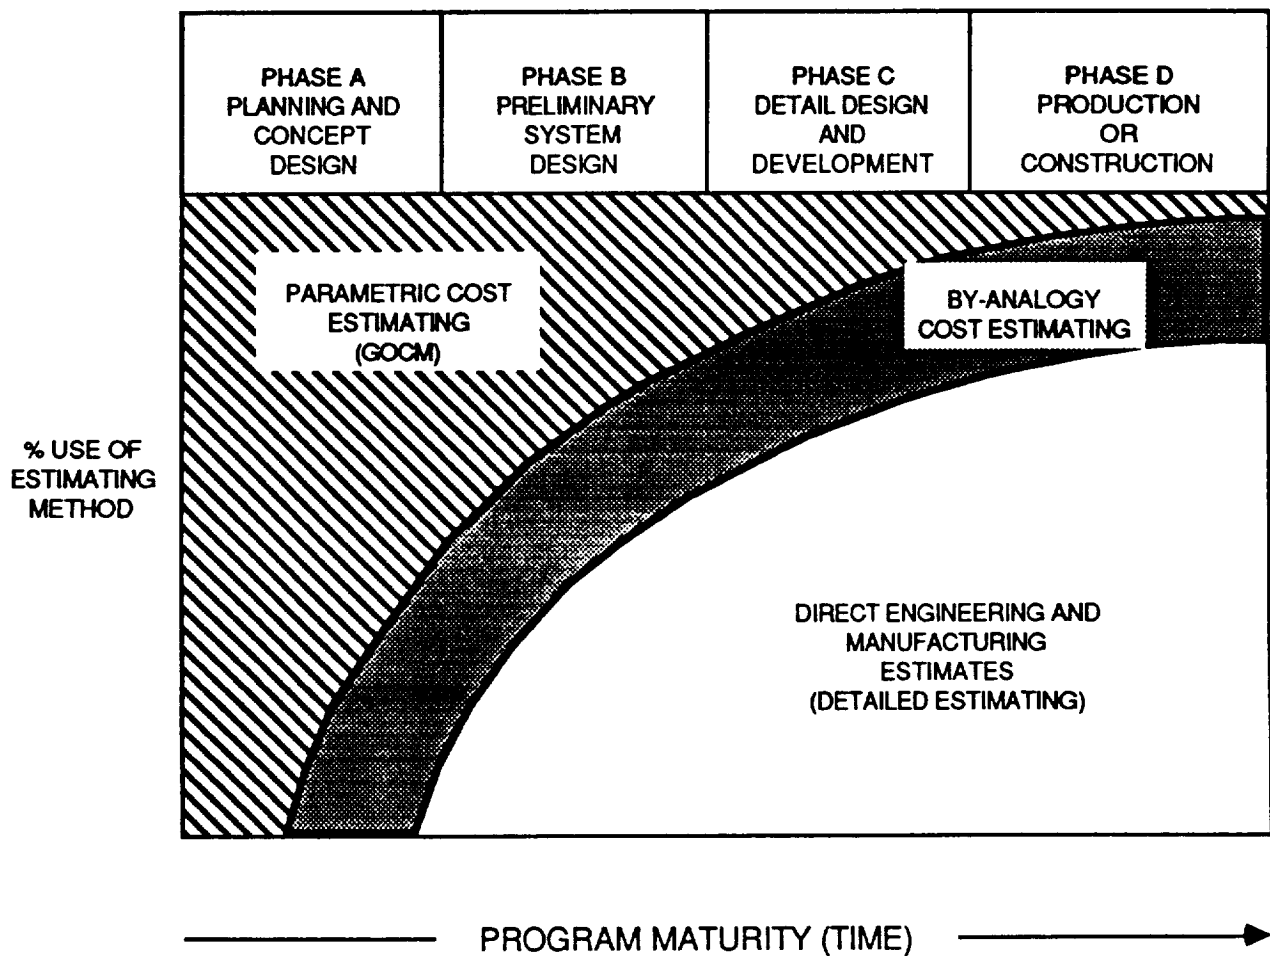 PHASE A
PLANNING AND
CONCEPT
DESIGN
PHASE B
PRELIMINARY
SYSTEM
DESIGN
PHASE C
DETAIL DESIGN
AND
DEVELOPMENT
PHASE D
PRODUCTION
OR
CONSTRUCTION
PARAMETRIC COST
ESTIMATING
(GOCM)
BY-ANALOGY
COST ESTIMATING
% USE OF
ESTIMATING
METHOD
DIRECT ENGINEERING AND
MANUFACTURING
ESTIMATES
(DETAILED ESTIMATING)
PROGRAM MATURITY (TIME)